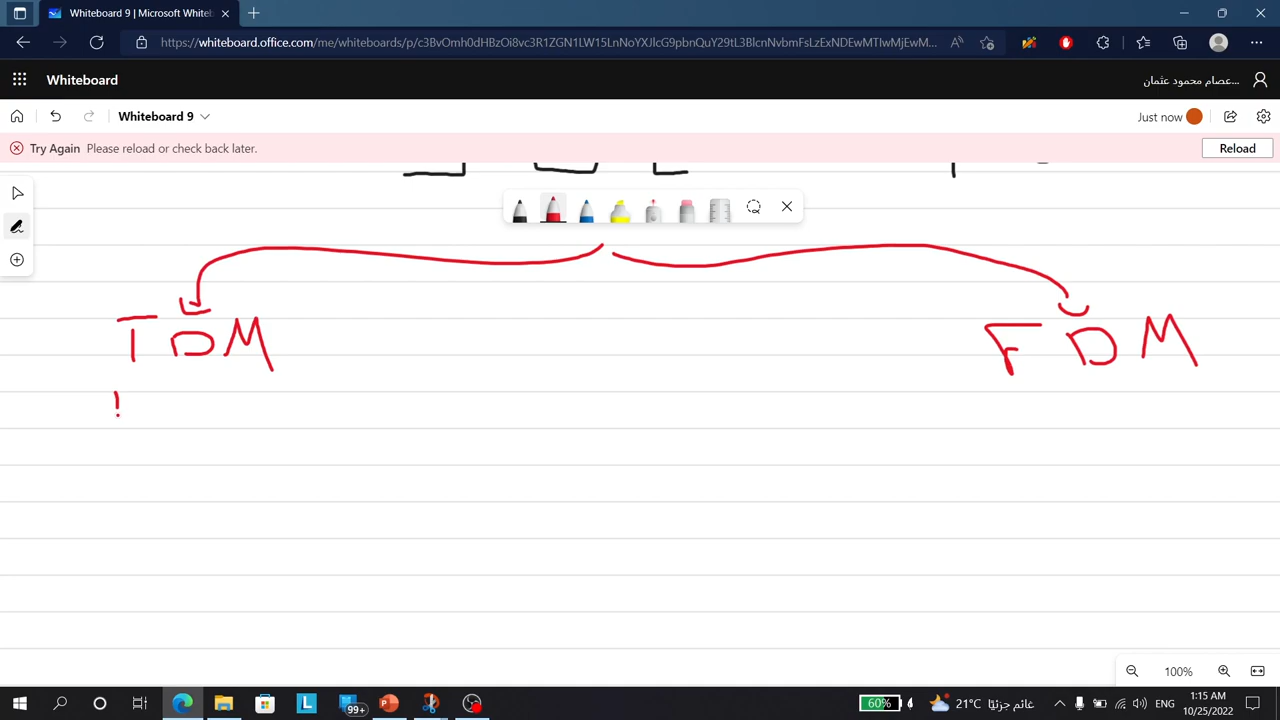 Whiteboard 9 | Microsoft White
https://whiteboard.office.com/me/whiteboards/p/c3BvOmh0dHBzOi8vc3R1ZGN1LW15LnNoYXJlcG9pbnQuY29tL3BlcnNvbmFsLzExNDEwMTIwMjEwM...
Whiteboard
عصام محمود عثمان...
Whiteboard 9
Just now
Try Again Please reload or check back later.
Reload
TDM
FDM
!
100%
L
99+
60%
21°C غائم جزئيًا
ENG
1:15 AM
10/25/2022